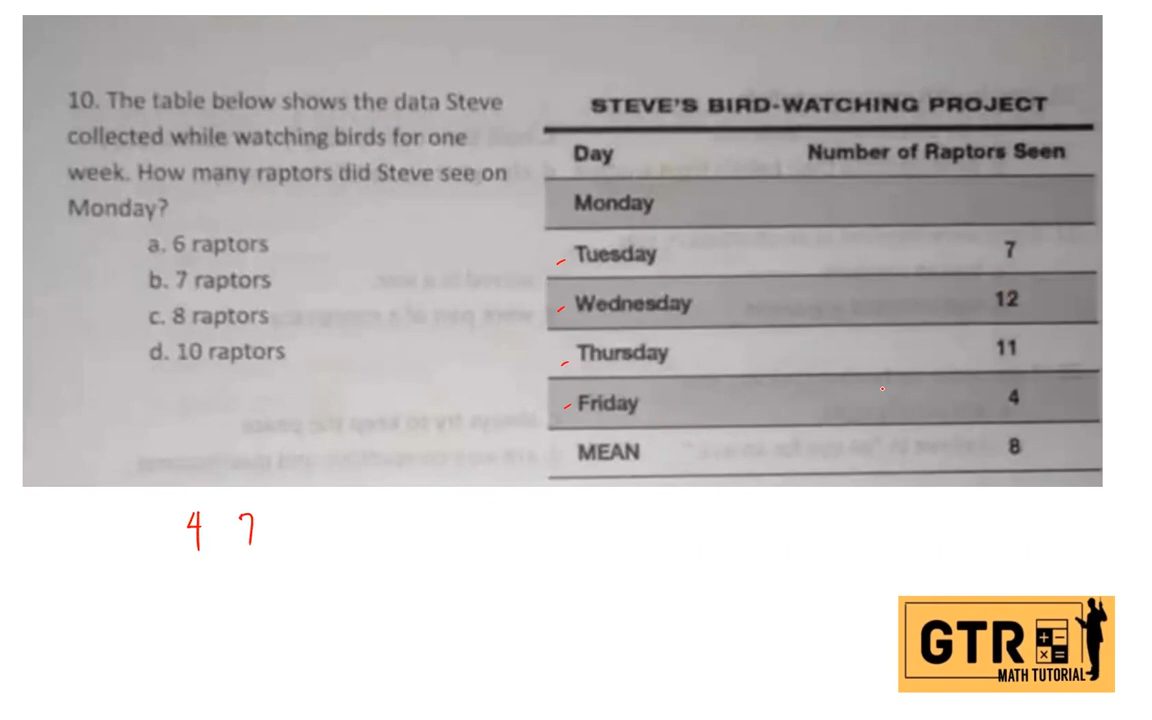 10. The table below shows the data Steve
collected while watching birds for one
week. How many raptors did Steve see on
Monday?
a. 6 raptors
b. 7 raptors
c. 8 raptors
d. 10 raptors
STEVE'S BIRD-WATCHING PROJECT
Day Number of Raptors Seen
Monday
Tuesday 7
Wednesday 12
Thursday 11
Friday 4
MEAN 8
4 7
GTR
MATH TUTORIAL